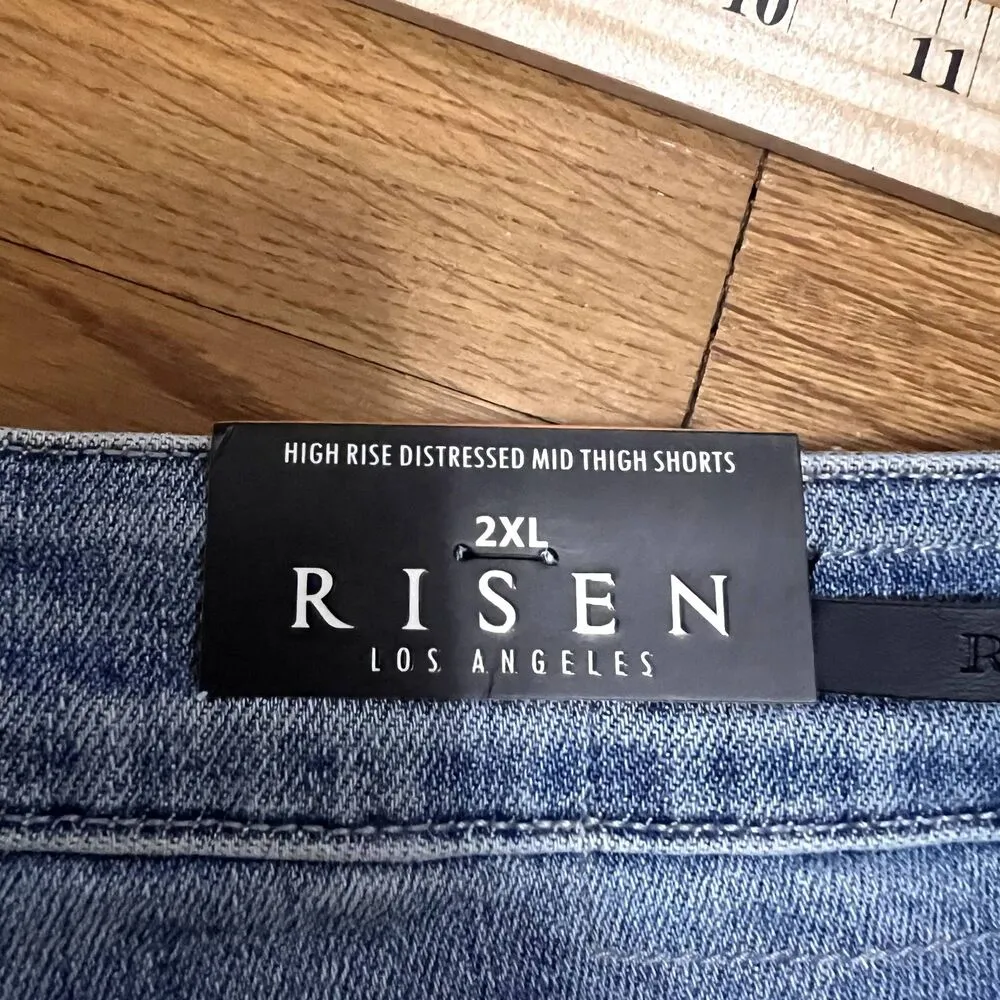 10
11
HIGH RISE DISTRESSED MID THIGH SHORTS
2XL
RISEN
LOS ANGELES
R